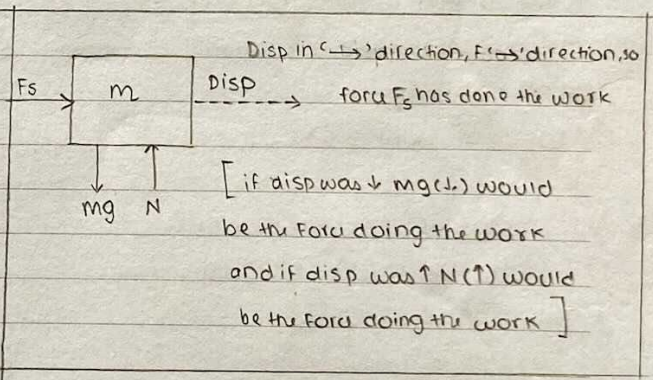 Disp in '→' direction, F '→' direction, so
Fs
m
Disp
force Fs has done the work
mg
N
[if disp was ↓ mg(↓) would
be the Force doing the work
and if disp was ↑ N(↑) would
be the Force doing the work]